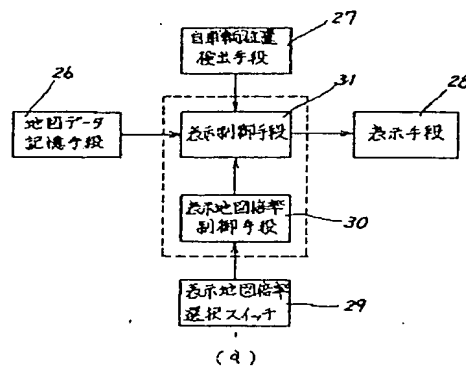 27
自車輌位置
検出手段
26
31
28
地図データ
記憶手段
表示制御手段
表示手段
表示地図倍率
制御手段
30
表示地図倍率
選択スイッチ
29
(a)